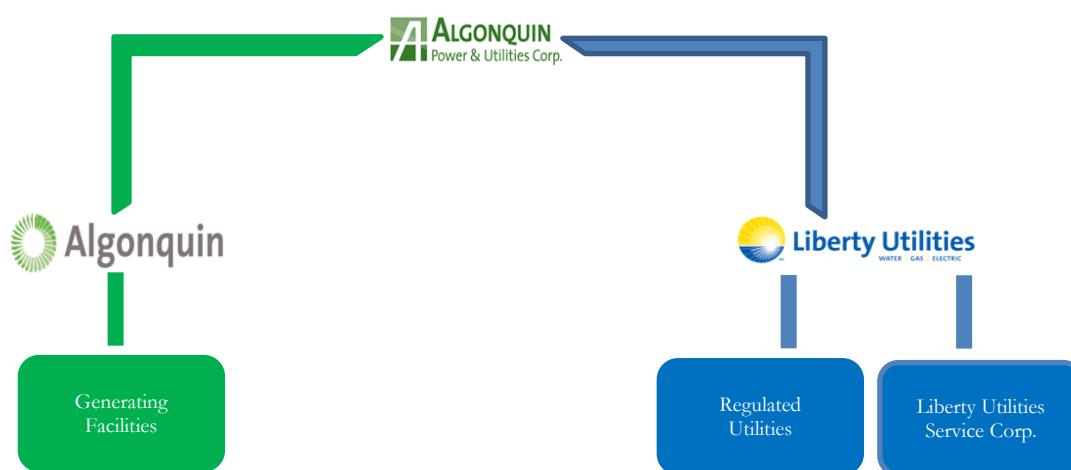 ALGONQUIN
Power & Utilities Corp.
Algonquin
Liberty Utilities
WATER | GAS | ELECTRIC
Generating
Facilities
Regulated
Utilities
Liberty Utilities
Service Corp.